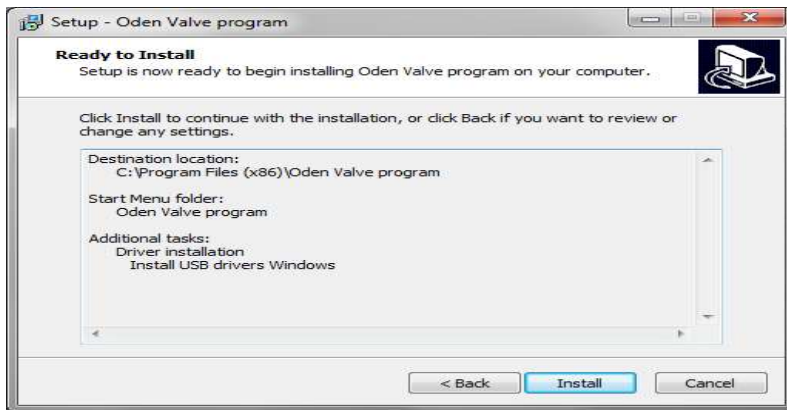 Setup - Oden Valve program
Ready to Install
Setup is now ready to begin installing Oden Valve program on your computer.
Click Install to continue with the installation, or click Back if you want to review or
change any settings.
Destination location:
C:\Program Files (x86)\Oden Valve program
Start Menu folder:
Oden Valve program
Additional tasks:
Driver installation
Install USB drivers Windows
< Back
Install
Cancel